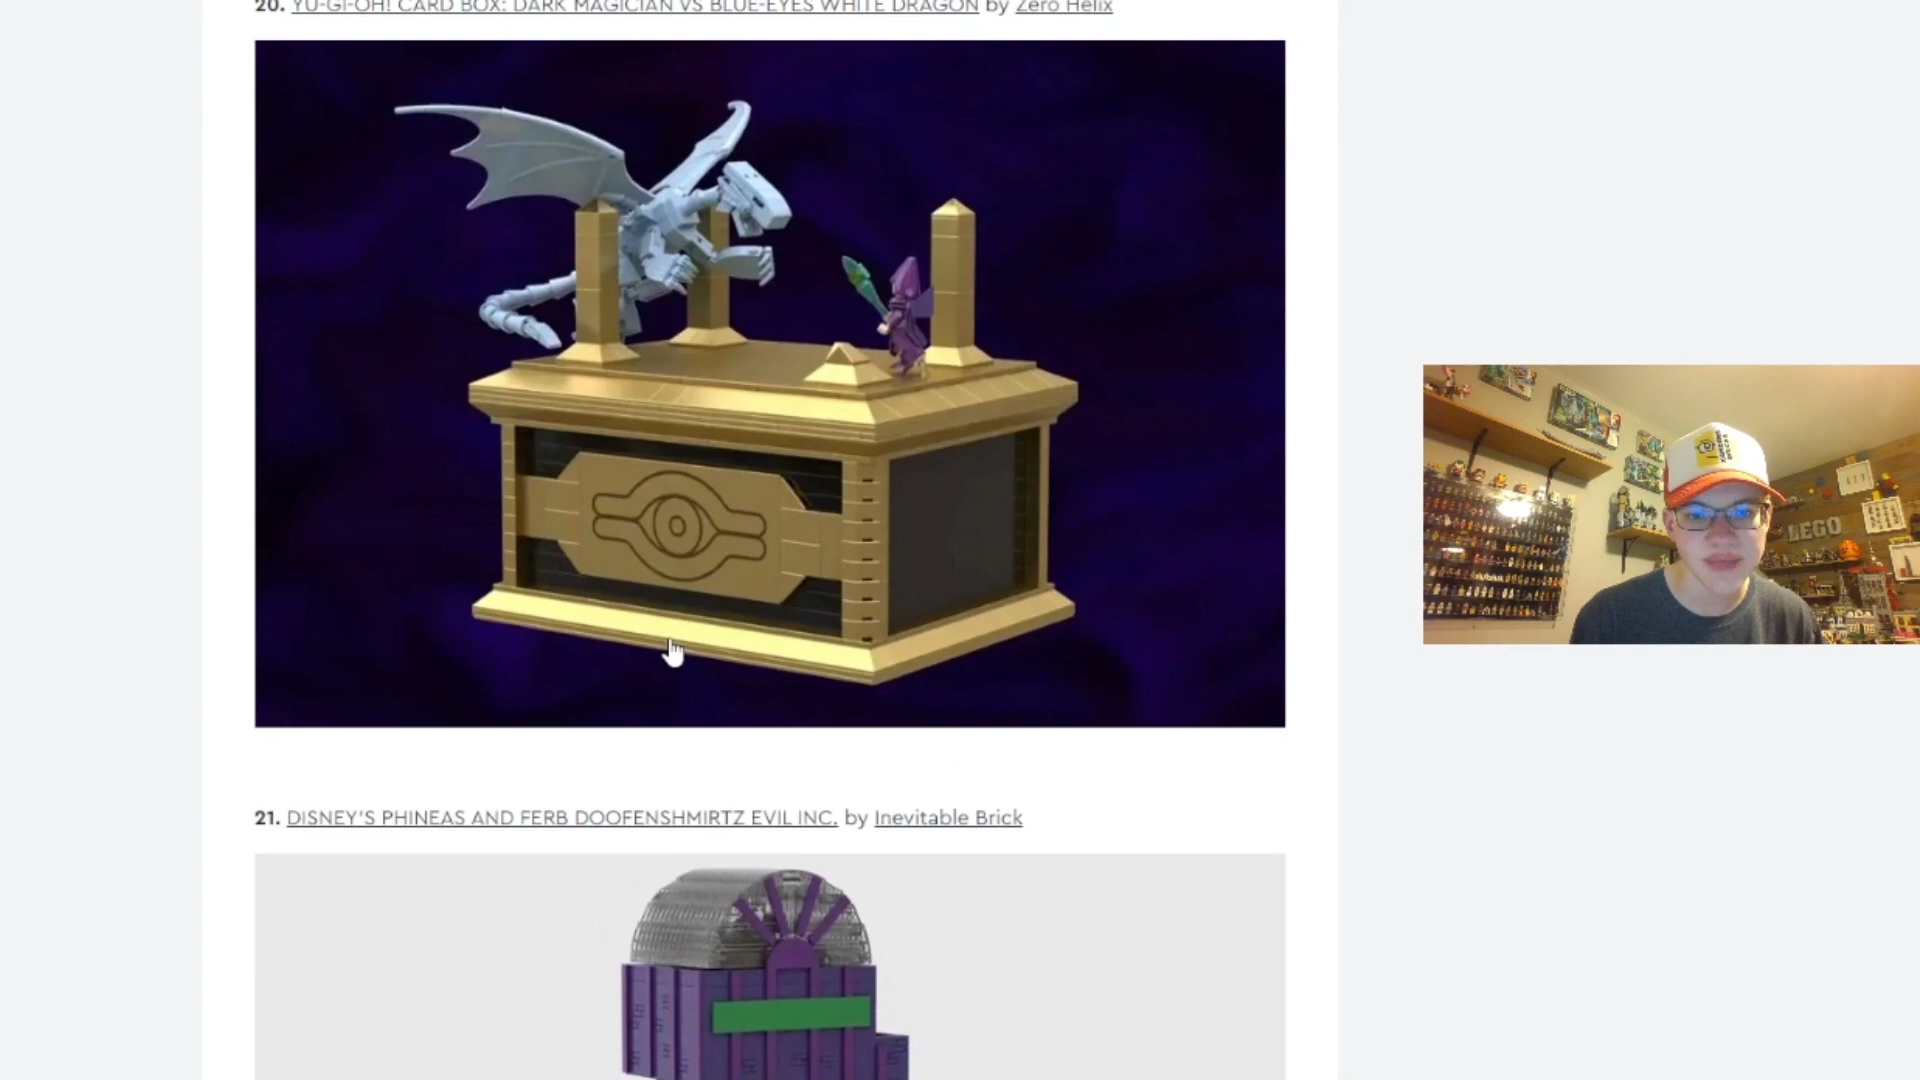 20. YU-GI-OH! CARD BOX: DARK MAGICIAN VS BLUE-EYES WHITE DRAGON by Zero Helix
LEGO
21. DISNEY'S PHINEAS AND FERB DOOFENSHMIRTZ EVIL INC. by Inevitable Brick